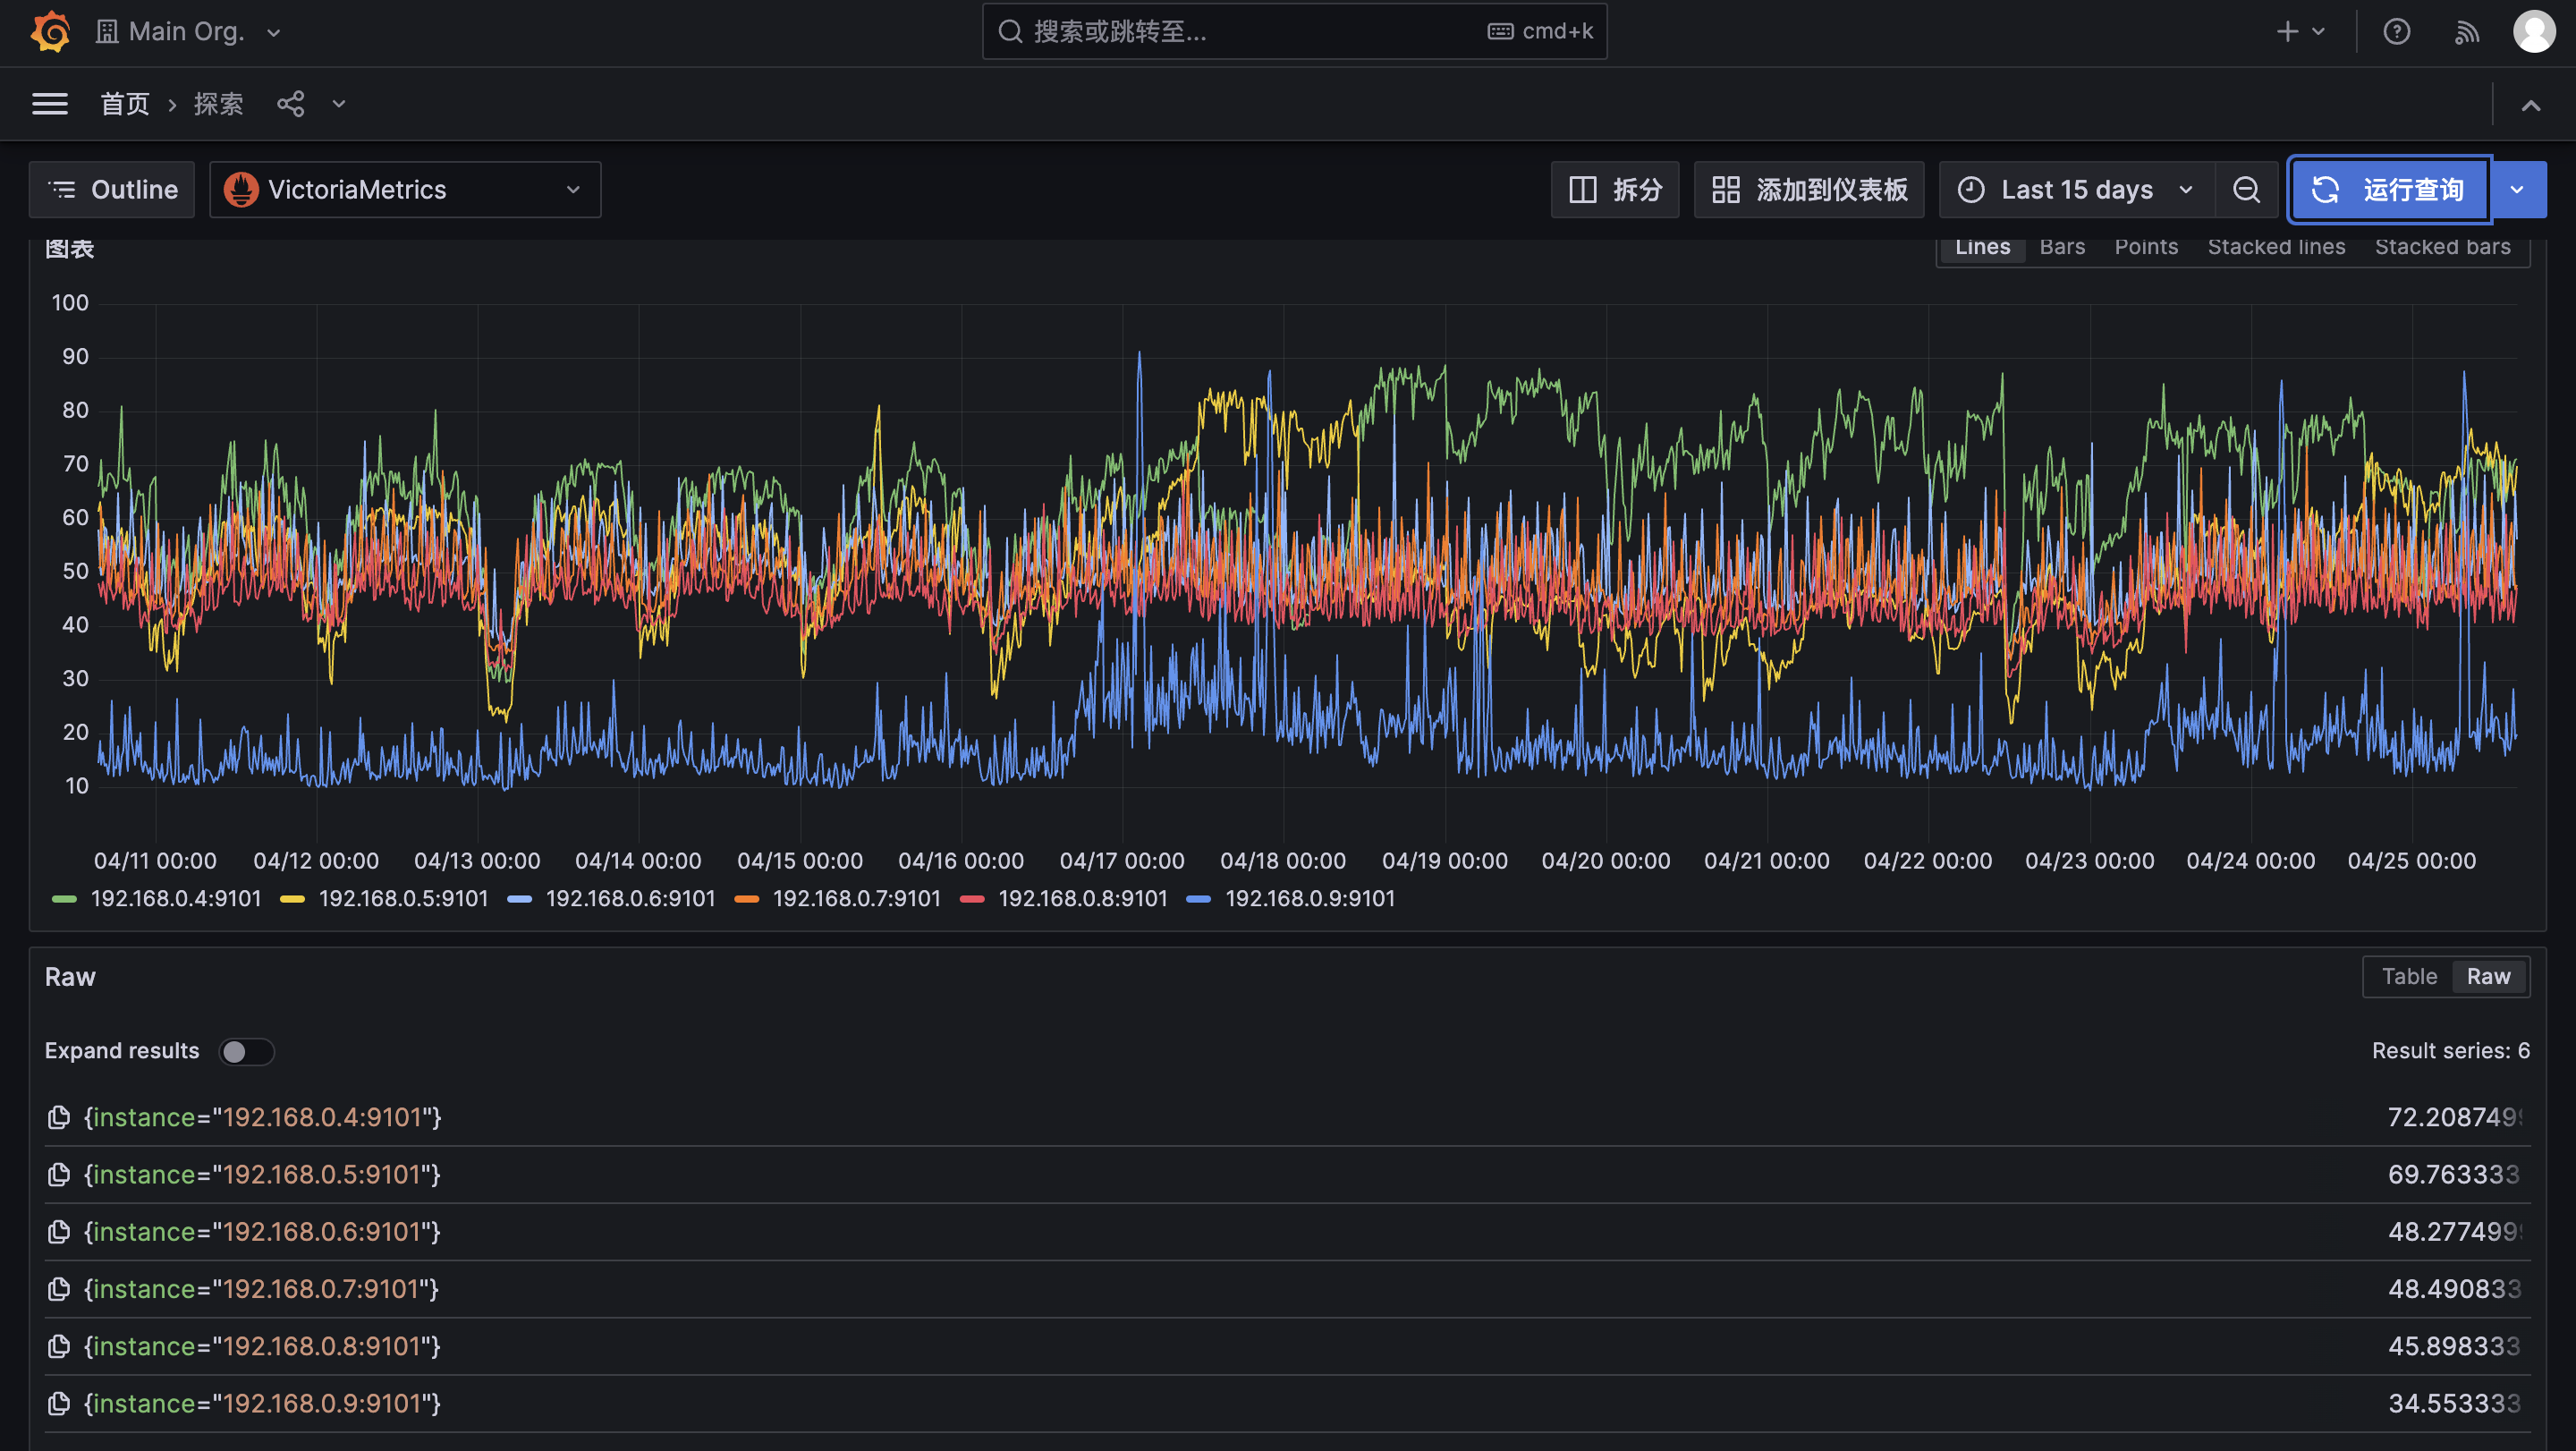 Main Org.
搜索或跳转至...
cmd+k
首页 › 探索
Outline
VictoriaMetrics
拆分
添加到仪表板
Last 15 days
运行查询
图表
Lines Bars Points Stacked lines Stacked bars
100
90
80
70
60
50
40
30
20
10
04/11 00:00 04/12 00:00 04/13 00:00 04/14 00:00 04/15 00:00 04/16 00:00 04/17 00:00 04/18 00:00 04/19 00:00 04/20 00:00 04/21 00:00 04/22 00:00 04/23 00:00 04/24 00:00 04/25 00:00
192.168.0.4:9101 192.168.0.5:9101 192.168.0.6:9101 192.168.0.7:9101 192.168.0.8:9101 192.168.0.9:9101
Raw
Table Raw
Expand results
Result series: 6
{instance="192.168.0.4:9101"} 72.2087499
{instance="192.168.0.5:9101"} 69.763333
{instance="192.168.0.6:9101"} 48.2774999
{instance="192.168.0.7:9101"} 48.490833
{instance="192.168.0.8:9101"} 45.898333
{instance="192.168.0.9:9101"} 34.553333